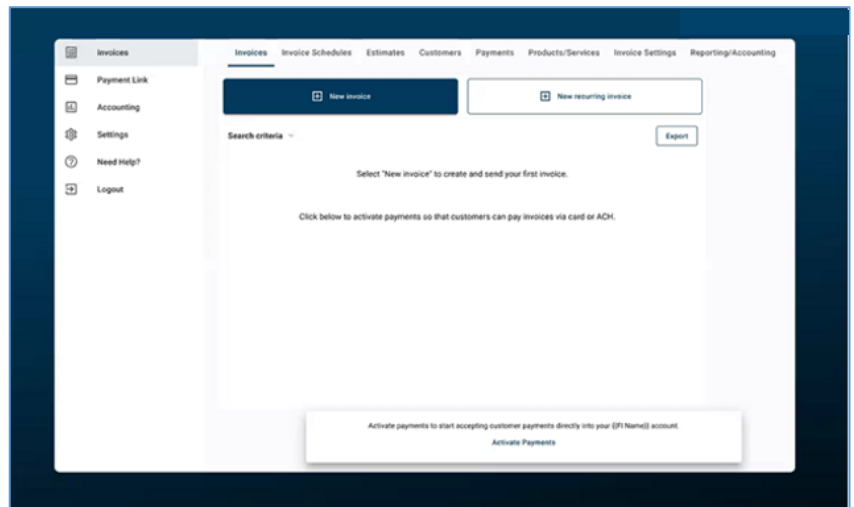 Invoices
Payment Link
Accounting
Settings
Need Help?
Logout
Invoices Invoice Schedules Estimates Customers Payments Products/Services Invoice Settings Reporting/Accounting
New invoice New recurring invoice
Search criteria Export
Select "New invoice" to create and send your first invoice.
Click below to activate payments so that customers can pay invoices via card or ACH.
Activate payments to start accepting customer payments directly into your {{FI Name}} account.
Activate Payments